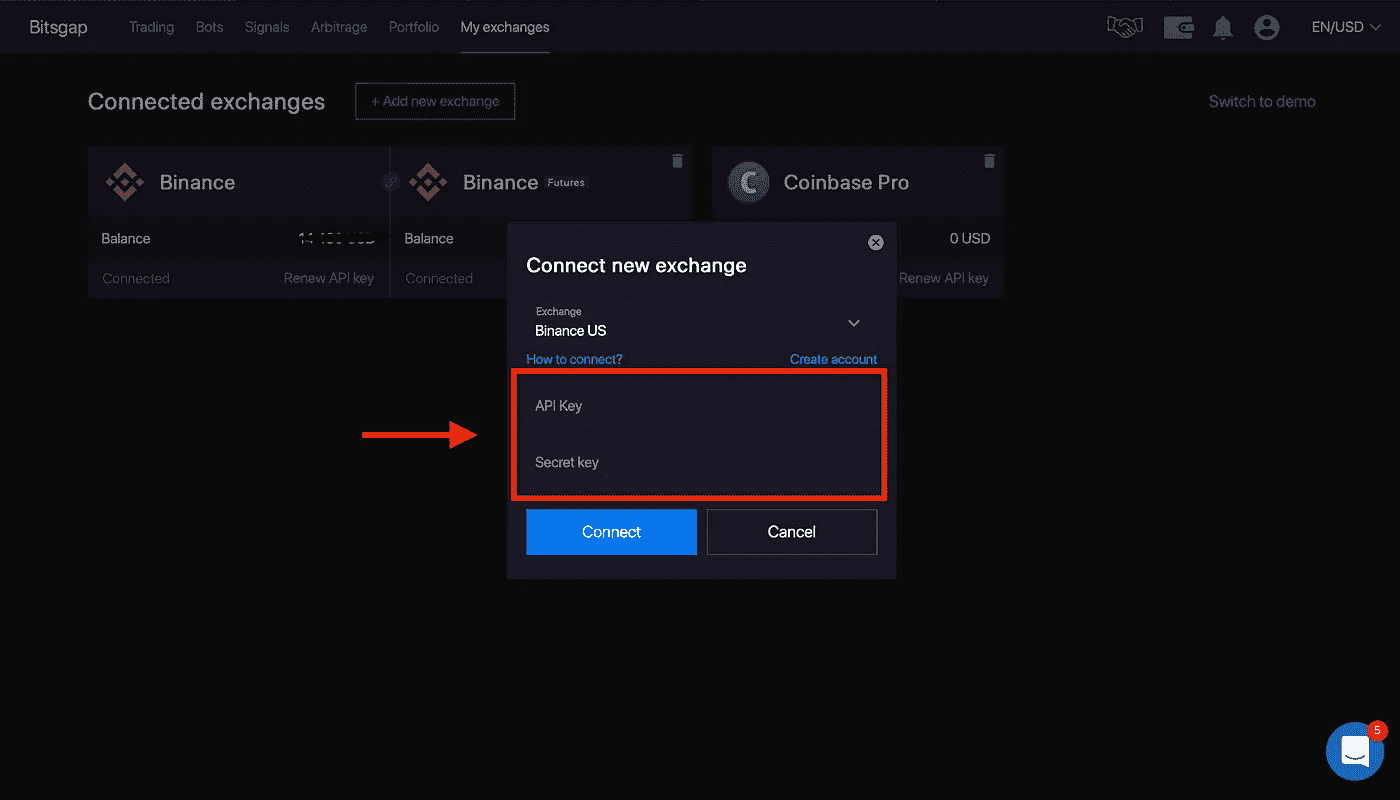 Bitsgap Trading Bots Signals Arbitrage Portfolio My exchanges EN/USD
Connected exchanges + Add new exchange Switch to demo
Binance Binance Futures Coinbase Pro
Balance Balance 0 USD
Connected Renew API key Connected Renew API key
Connect new exchange
Exchange
Binance US
How to connect? Create account
API Key
Secret key
Connect Cancel
5